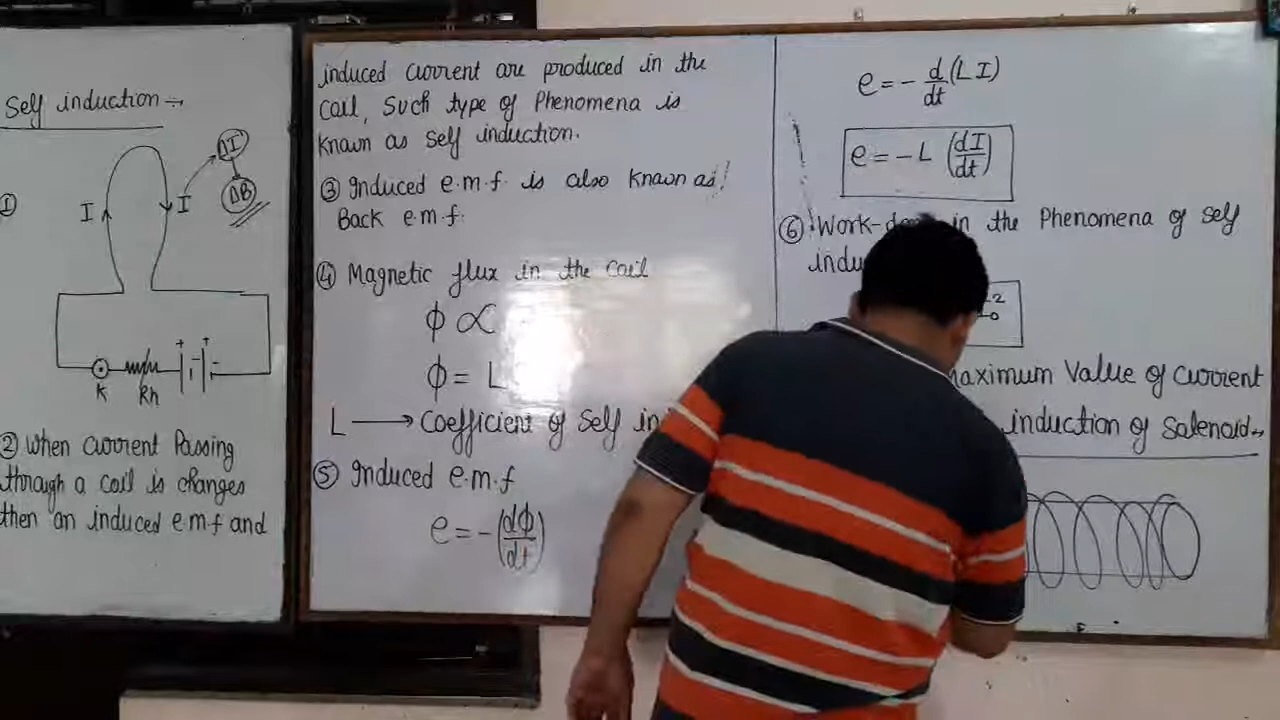 Self induction →
①
I
I
ΔI
ΔB
K
Rh
+
+
② When current Passing
through a coil is changes
then an induced e.m.f and
induced current are produced in the
coil, Such type of Phenomena is
Known as self induction.
③ Induced e.m.f. is also known as
Back e.m.f.
④ Magnetic flux in the coil
ϕ ∝
ϕ = L
L ⟶ Coefficient of Self in
⑤ Induced e.m.f
e = -(dϕ/dt)
e = - d/dt (L I)
e = - L (dI/dt)
⑥ Work- in the Phenomena of self
indu
2
0
maximum Value of current
induction of Solenoid→